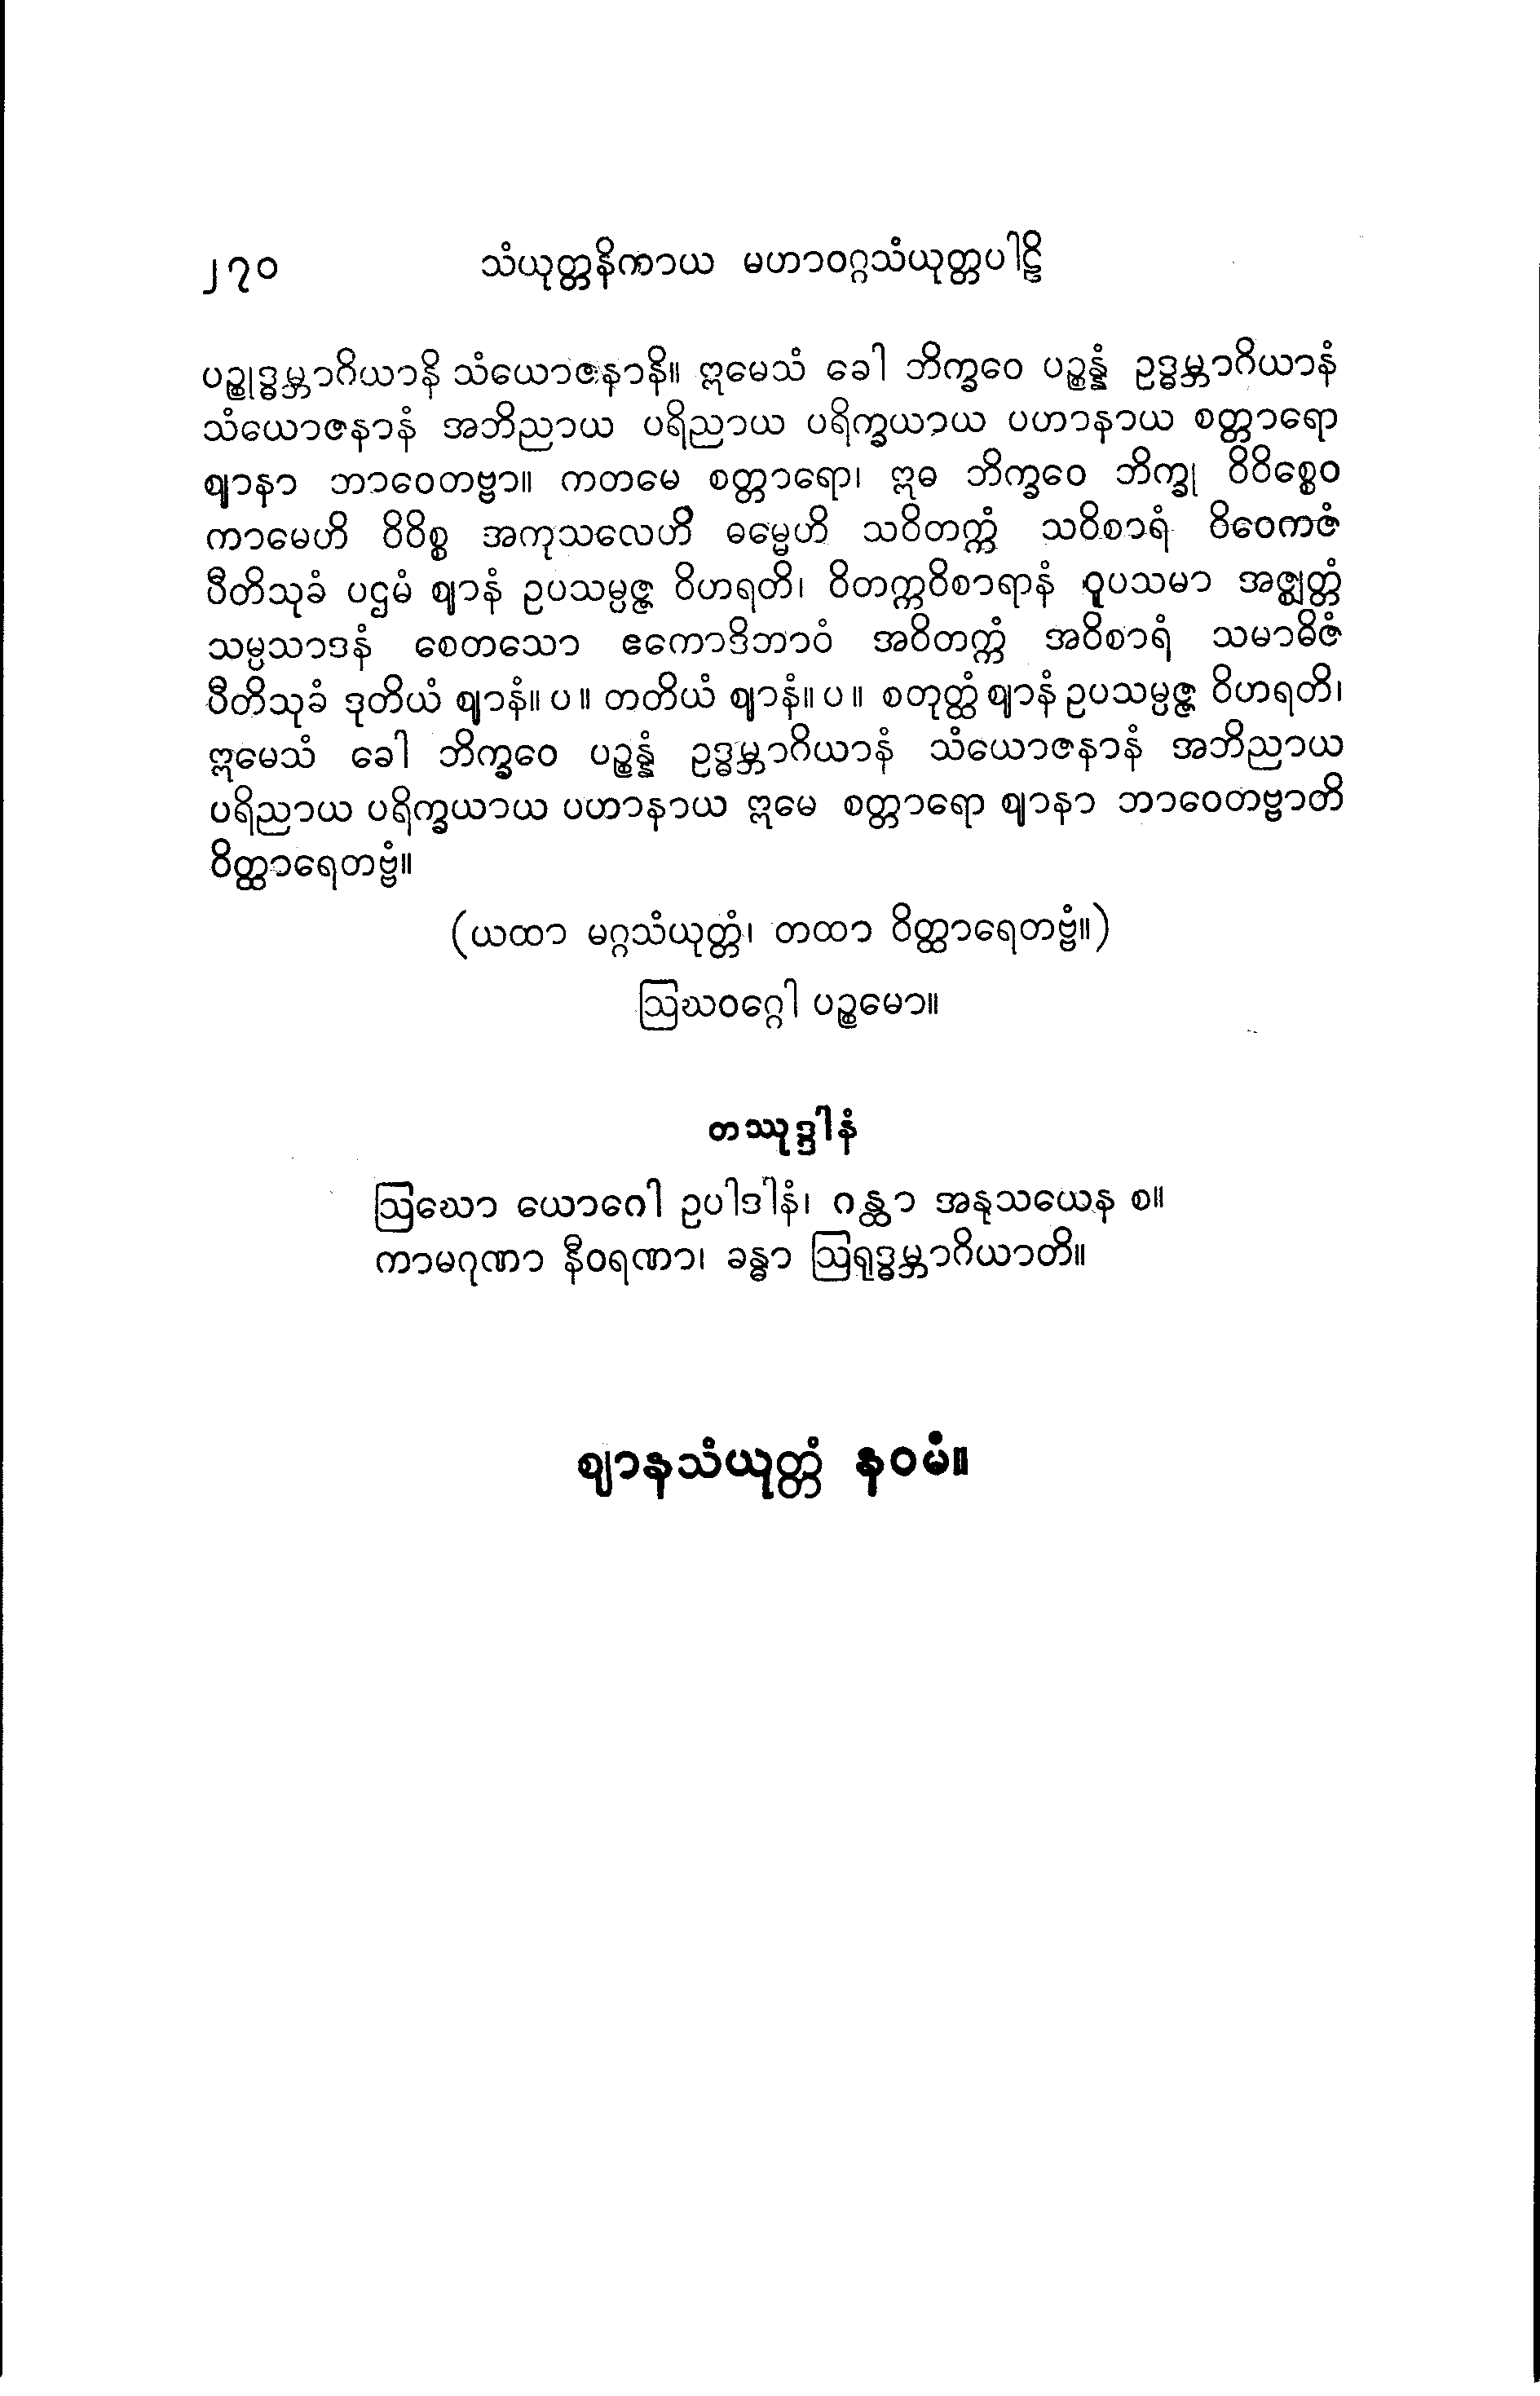 ၂၇၀ သံယုတ္တနိကာယ မဟာဝဂ္ဂသံယုတ္တပါဠိ
ပဉ္စုဒ္ဓမ္ဘာဂိယာနိ သံယောဇနာနိ။ ဣမေသံ ခေါ ဘိက္ခဝေ ပဉ္စန္နံ ဥဒ္ဓမ္ဘာဂိယာနံ
သံယောဇနာနံ အဘိညာယ ပရိညာယ ပရိက္ခယာယ ပဟာနာယ စတ္တာရော
ဈာနာ ဘာဝေတဗ္ဗာ။ ကတမေ စတ္တာရော၊ ဣဓ ဘိက္ခဝေ ဘိက္ခု ဝိဝိစ္စေဝ
ကာမေဟိ ဝိဝိစ္စ အကုသလေဟိ ဓမ္မေဟိ သဝိတက္ကံ သဝိစာရံ ဝိဝေကဇံ
ပီတိသုခံ ပဌမံ ဈာနံ ဥပသမ္ပဇ္ဇ ဝိဟရတိ၊ ဝိတက္ကဝိစာရာနံ ဝူပသမာ အဇ္ဈတ္တံ
သမ္ပသာဒနံ စေတသော ဧကောဒိဘာဝံ အဝိတက္ကံ အဝိစာရံ သမာဓိဇံ
ပီတိသုခံ ဒုတိယံ ဈာနံ။ ပ။ တတိယံ ဈာနံ။ ပ။ စတုတ္ထံ ဈာနံ ဥပသမ္ပဇ္ဇ ဝိဟရတိ၊
ဣမေသံ ခေါ ဘိက္ခဝေ ပဉ္စန္နံ ဥဒ္ဓမ္ဘာဂိယာနံ သံယောဇနာနံ အဘိညာယ
ပရိညာယ ပရိက္ခယာယ ပဟာနာယ ဣမေ စတ္တာရော ဈာနာ ဘာဝေတဗ္ဗာတိ
ဝိတ္ထာရေတဗ္ဗံ။
(ယထာ မဂ္ဂသံယုတ္တံ၊ တထာ ဝိတ္ထာရေတဗ္ဗံ။)
ဩဃဝဂ္ဂေါ ပဉ္စမော။
တဿုဒ္ဒါနံ
ဩဃော ယောဂေါ ဥပါဒါနံ၊ ဂန္ထာ အနုသယေန စ။
ကာမဂုဏာ နီဝရဏာ၊ ခန္ဓာ ဩရုဒ္ဓမ္ဘာဂိယာတိ။
ဈာနသံယုတ္တံ နဝမံ။